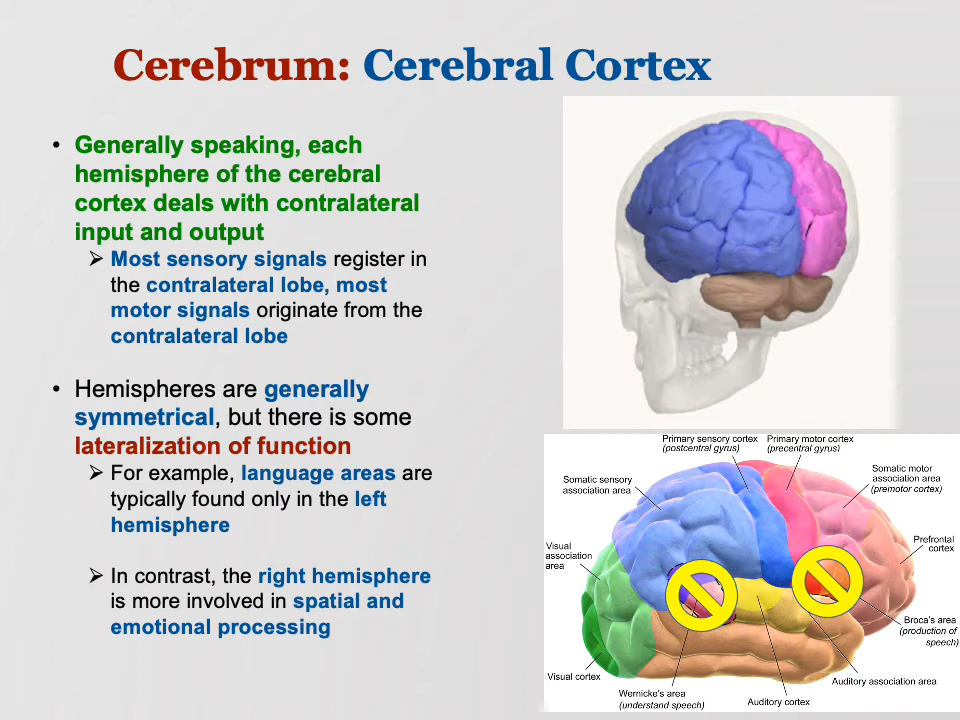 Cerebrum: Cerebral Cortex
• Generally speaking, each
hemisphere of the cerebral
cortex deals with contralateral
input and output
➢ Most sensory signals register in
the contralateral lobe, most
motor signals originate from the
contralateral lobe
• Hemispheres are generally
symmetrical, but there is some
lateralization of function
➢ For example, language areas are
typically found only in the left
hemisphere
➢ In contrast, the right hemisphere
is more involved in spatial and
emotional processing
Primary sensory cortex
(postcentral gyrus)
Primary motor cortex
(precentral gyrus)
Somatic sensory
association area
Somatic motor
association area
(premotor cortex)
Visual
association
area
Prefrontal
cortex
Broca's area
(production of
speech)
Visual cortex
Wernicke's area
(understand speech)
Auditory cortex
Auditory association area